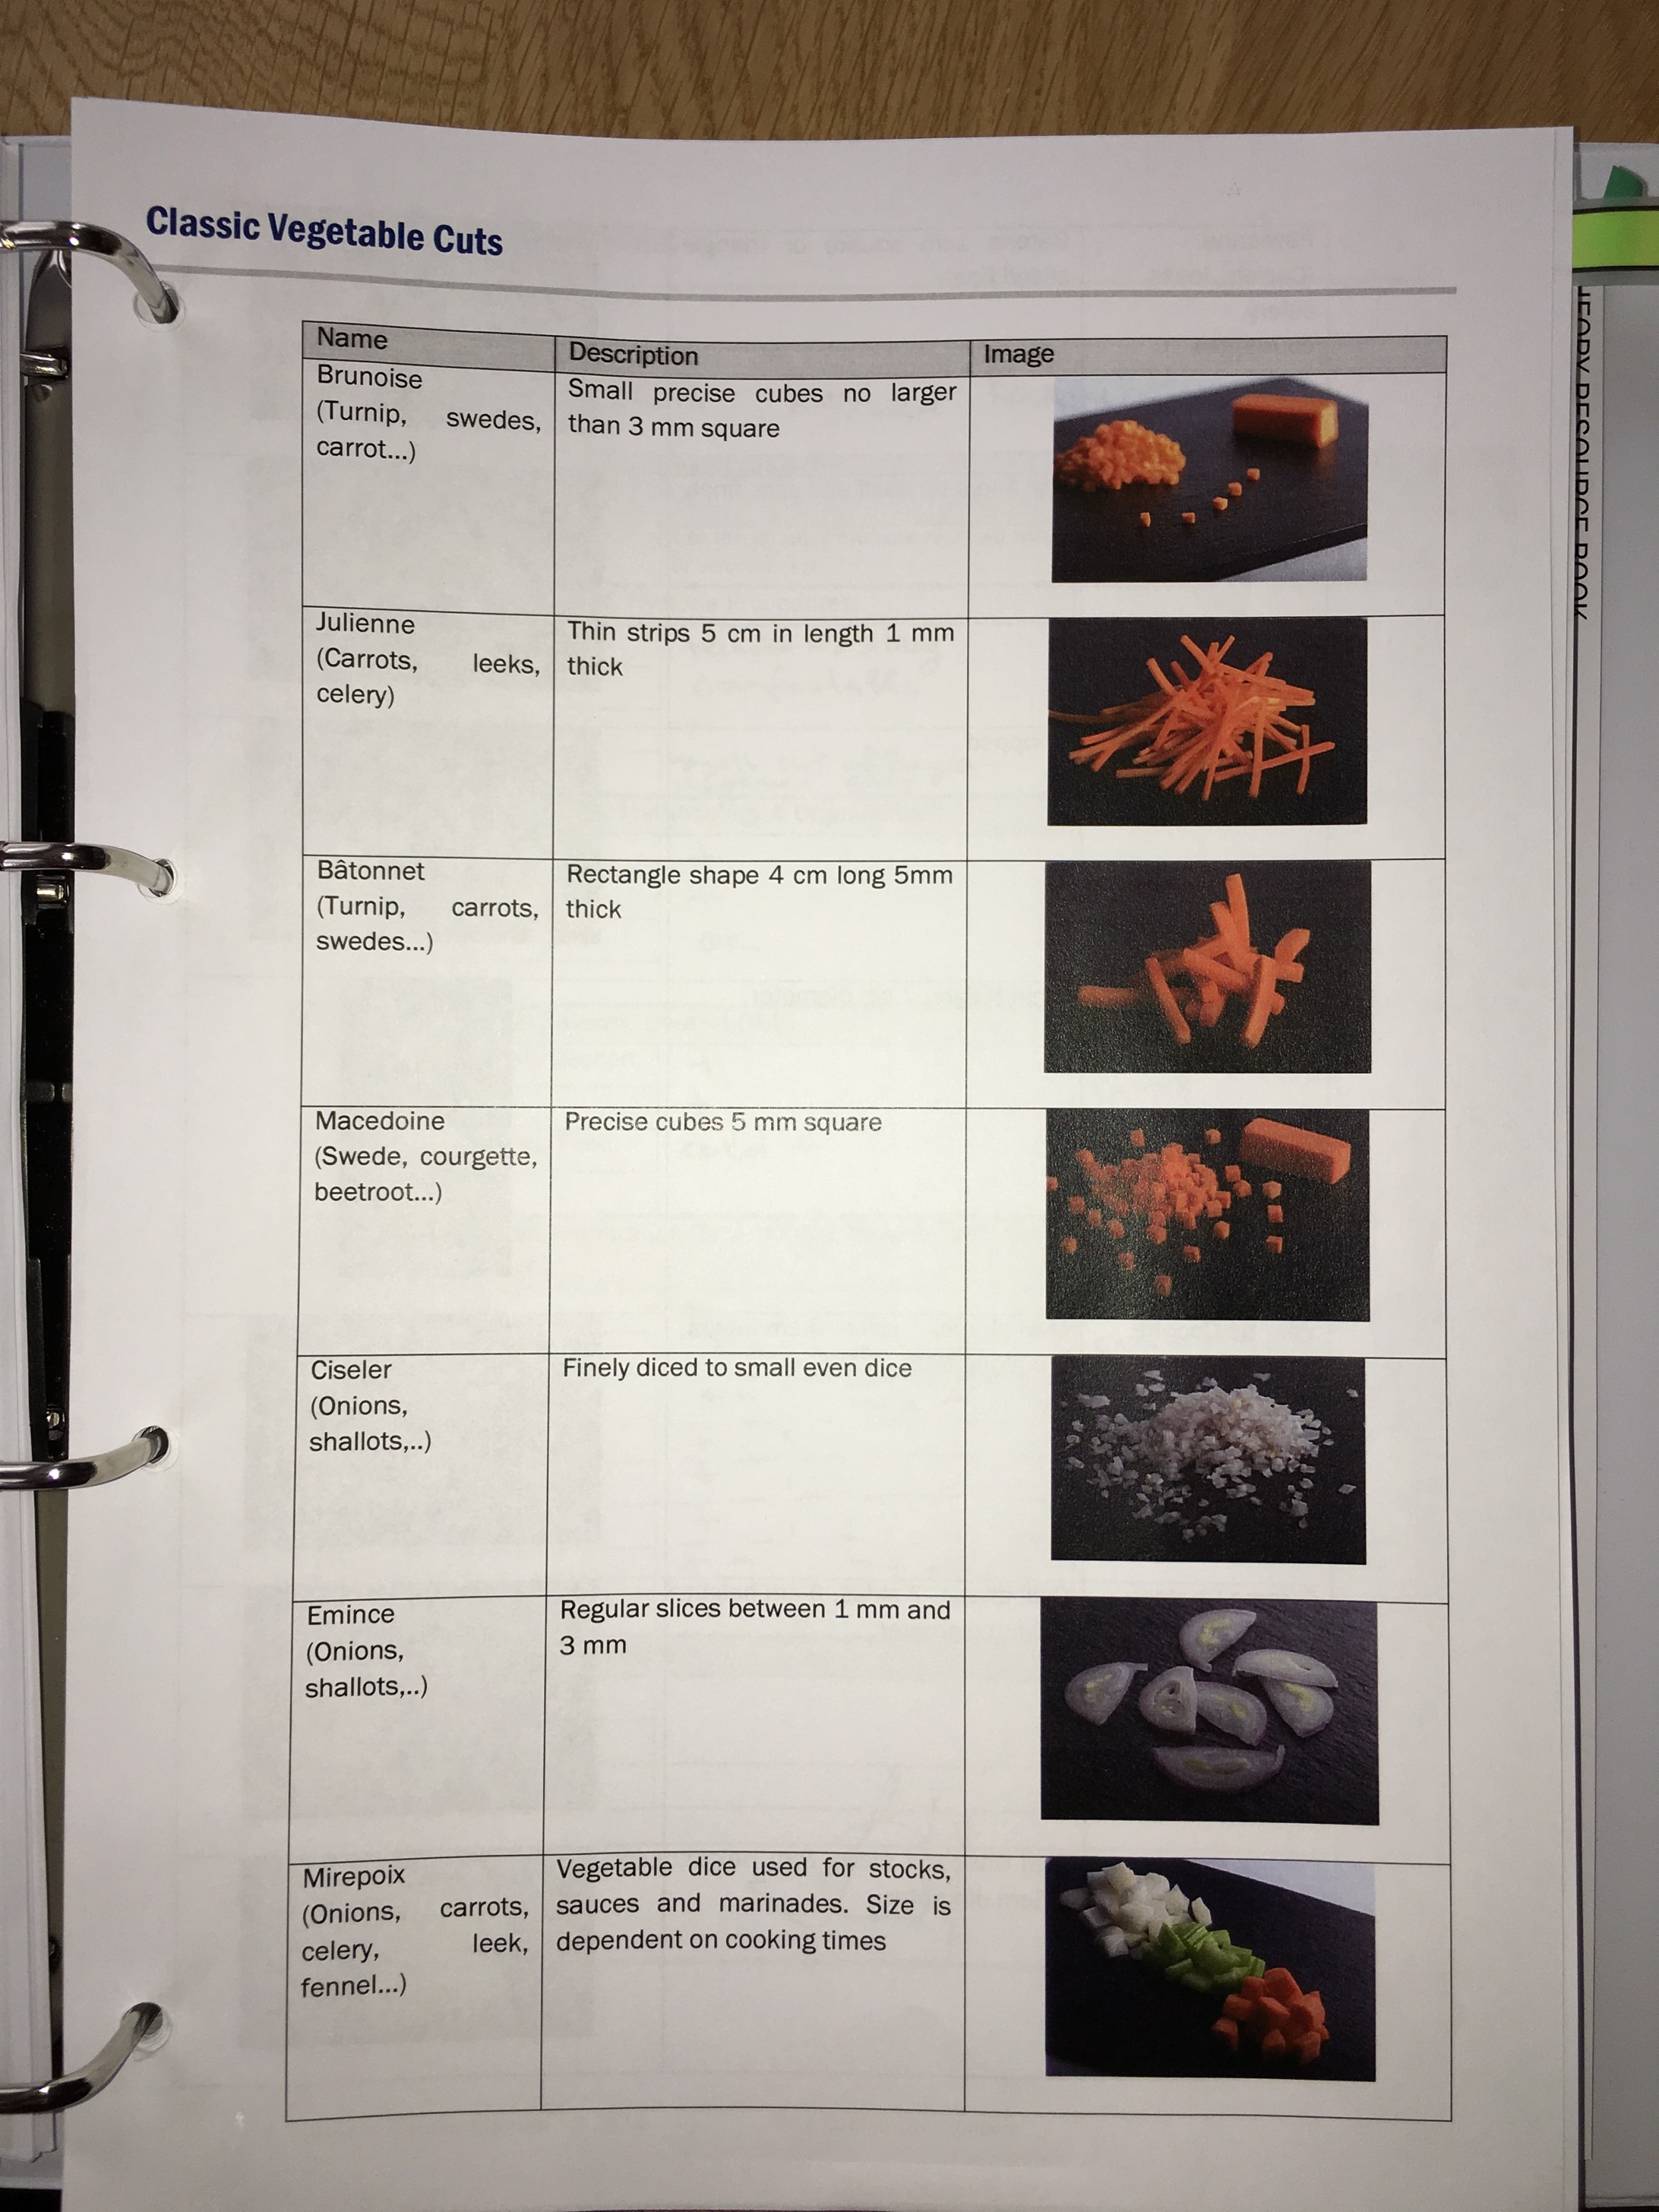 Classic Vegetable Cuts
Name
Description
Image
Brunoise
(Turnip, swedes,
carrot...)
Small precise cubes no larger
than 3 mm square
Julienne
(Carrots, leeks,
celery)
Thin strips 5 cm in length 1 mm
thick
Bâtonnet
(Turnip, carrots,
swedes...)
Rectangle shape 4 cm long 5mm
thick
Macedoine
(Swede, courgette,
beetroot...)
Precise cubes 5 mm square
Ciseler
(Onions,
shallots,..)
Finely diced to small even dice
Emince
(Onions,
shallots,..)
Regular slices between 1 mm and
3 mm
Mirepoix
(Onions, carrots,
celery, leek,
fennel...)
Vegetable dice used for stocks,
sauces and marinades. Size is
dependent on cooking times
RESOURCE BOOK